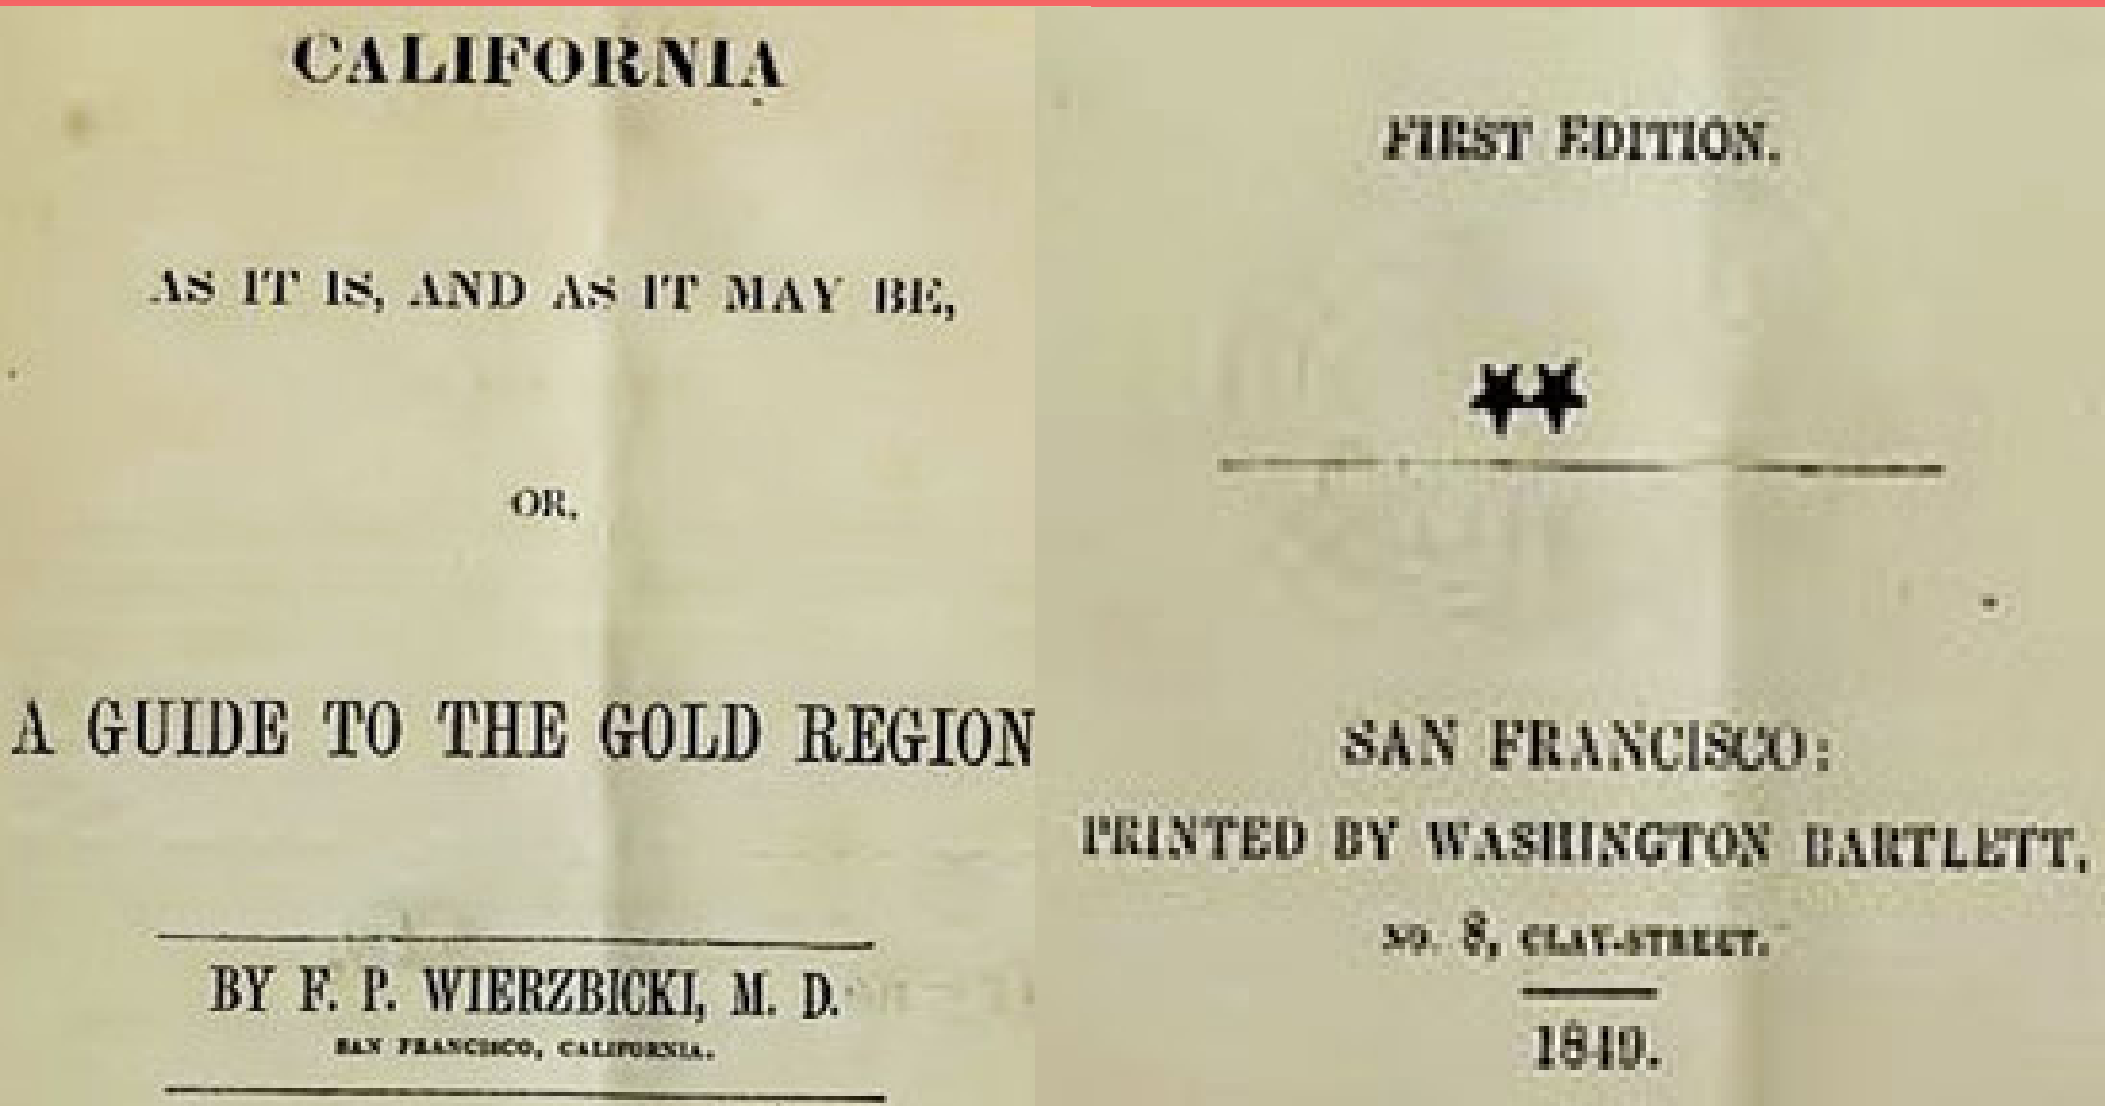 CALIFORNIA
AS IT IS, AND AS IT MAY BE,
OR,
A GUIDE TO THE GOLD REGION
BY F. P. WIERZBICKI, M. D.
SAN FRANCISCO, CALIFORNIA.
FIRST EDITION.
SAN FRANCISCO:
PRINTED BY WASHINGTON BARTLETT,
NO. 8, CLAY-STREET.
1849.